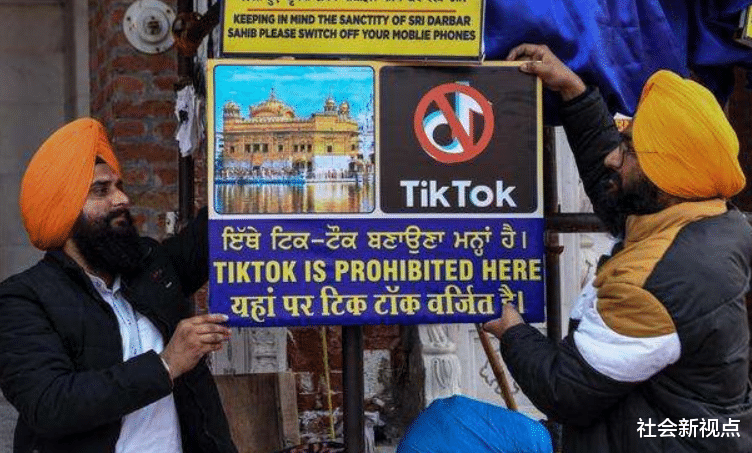 KEEPING IN MIND THE SANCTITY OF SRI DARBAR
SAHIB PLEASE SWITCH OFF YOUR MOBLIE PHONES
TikTok
ਇੱਥੇ ਟਿਕ-ਟੌਕ ਬਣਾਉਣਾ ਮਨ੍ਹਾਂ ਹੈ।
TIKTOK IS PROHIBITED HERE
यहां पर टिक टॉक वर्जित है।
社会新视点